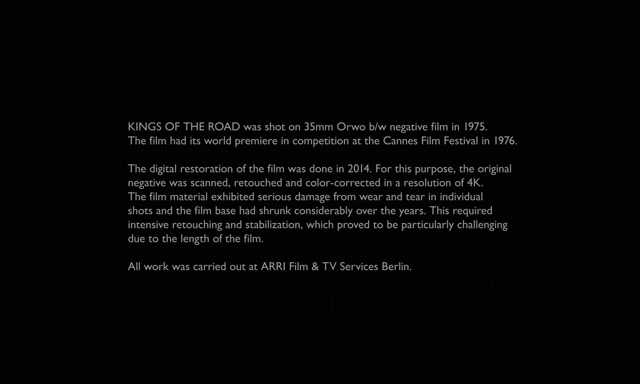 KINGS OF THE ROAD was shot on 35mm Orwo b/w negative film in 1975.
The film had its world premiere in competition at the Cannes Film Festival in 1976.
The digital restoration of the film was done in 2014. For this purpose, the original
negative was scanned, retouched and color-corrected in a resolution of 4K.
The film material exhibited serious damage from wear and tear in individual
shots and the film base had shrunk considerably over the years. This required
intensive retouching and stabilization, which proved to be particularly challenging
due to the length of the film.
All work was carried out at ARRI Film & TV Services Berlin.